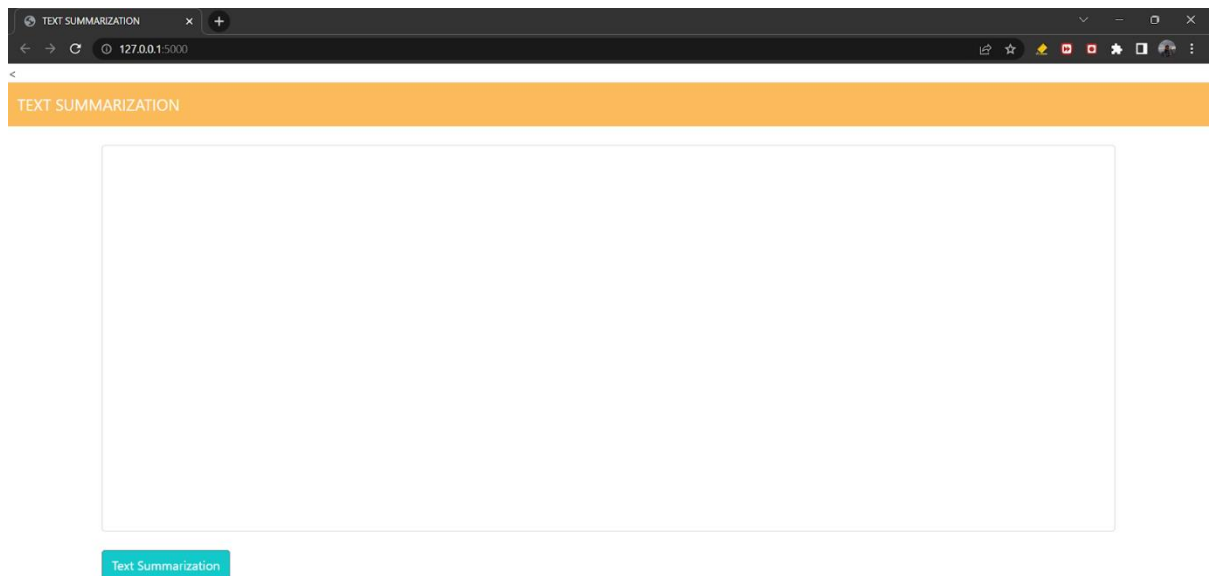 TEXT SUMMARIZATION
127.0.0.1:5000
<
TEXT SUMMARIZATION
Text Summarization